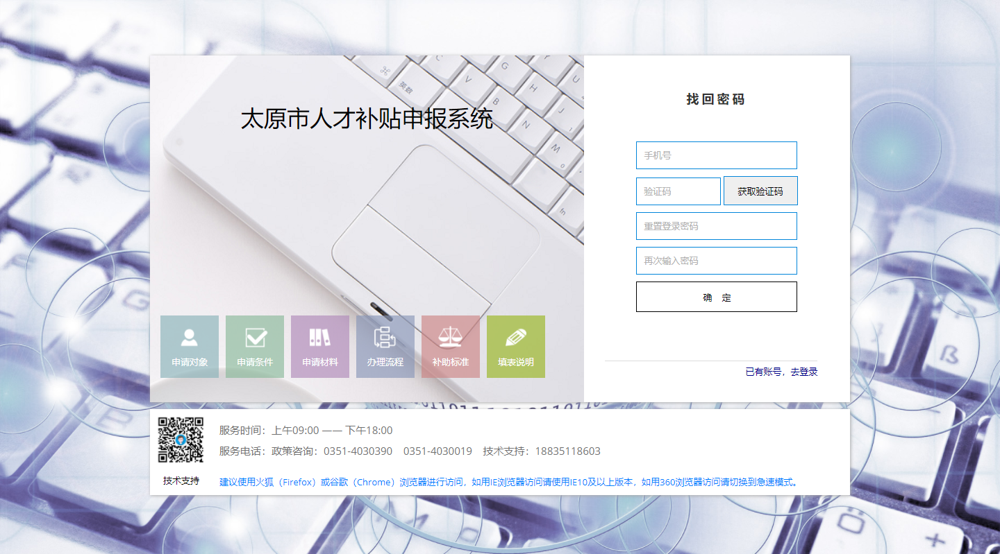 太原市人才补贴申报系统
申请对象
申请条件
申请材料
办理流程
补助标准
填表说明
找回密码
手机号
验证码
获取验证码
重置登录密码
再次输入密码
确 定
已有账号，去登录
技术支持
服务时间：上午09:00 —— 下午18:00
服务电话：政策咨询：0351-4030390 0351-4030019 技术支持：18835118603
建议使用火狐（Firefox）或谷歌（Chrome）浏览器进行访问，如用IE浏览器访问请使用IE10及以上版本，如用360浏览器访问请切换到急速模式。